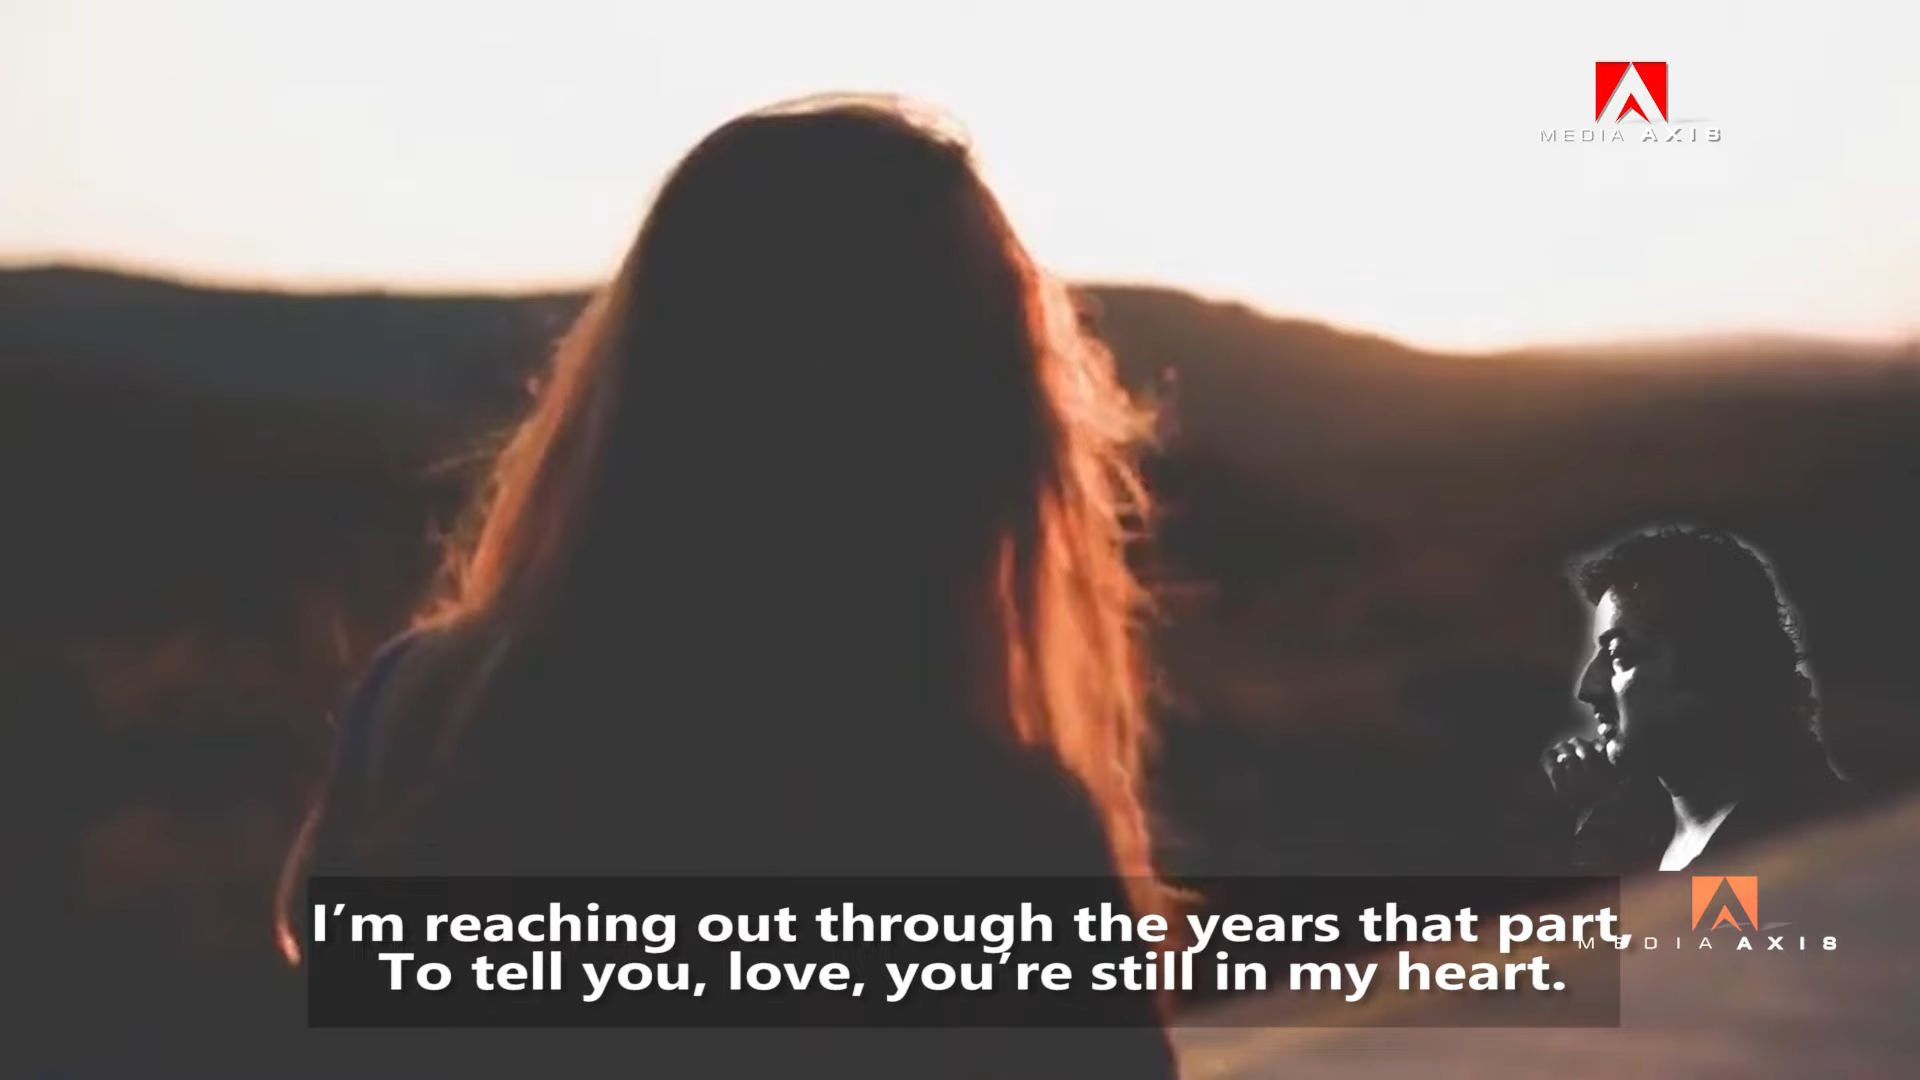 MEDIA AXIS
I’m reaching out through the years that part,
To tell you, love, you’re still in my heart.
MEDIA AXIS